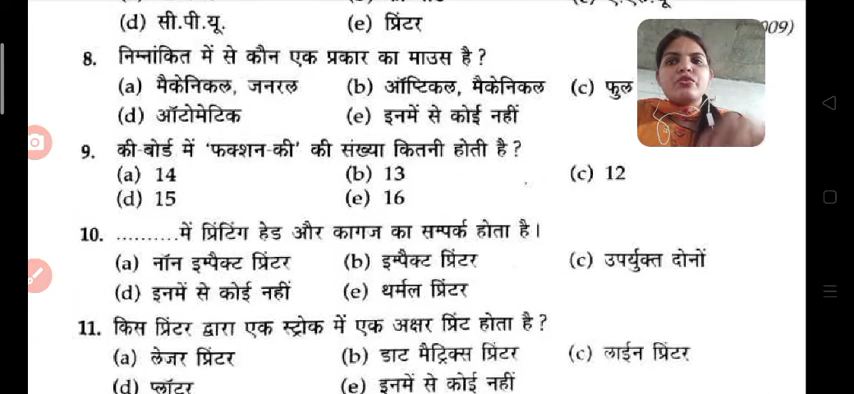 (d) सी.पी.यू. (e) प्रिंटर 009)
8. निम्नांकित में से कौन एक प्रकार का माउस है?
(a) मैकेनिकल, जनरल (b) ऑप्टिकल, मैकेनिकल (c) फुल
(d) ऑटोमेटिक (e) इनमें से कोई नहीं
9. की-बोर्ड में ‘फक्शन-की’ की संख्या कितनी होती है?
(a) 14 (b) 13 (c) 12
(d) 15 (e) 16
10. ..........में प्रिंटिंग हेड और कागज का सम्पर्क होता है।
(a) नॉन इम्पैक्ट प्रिंटर (b) इम्पैक्ट प्रिंटर (c) उपर्युक्त दोनों
(d) इनमें से कोई नहीं (e) थर्मल प्रिंटर
11. किस प्रिंटर द्वारा एक स्ट्रोक में एक अक्षर प्रिंट होता है?
(a) लेजर प्रिंटर (b) डाट मैट्रिक्स प्रिंटर (c) लाईन प्रिंटर
(d) प्लॉटर (e) इनमें से कोई नहीं